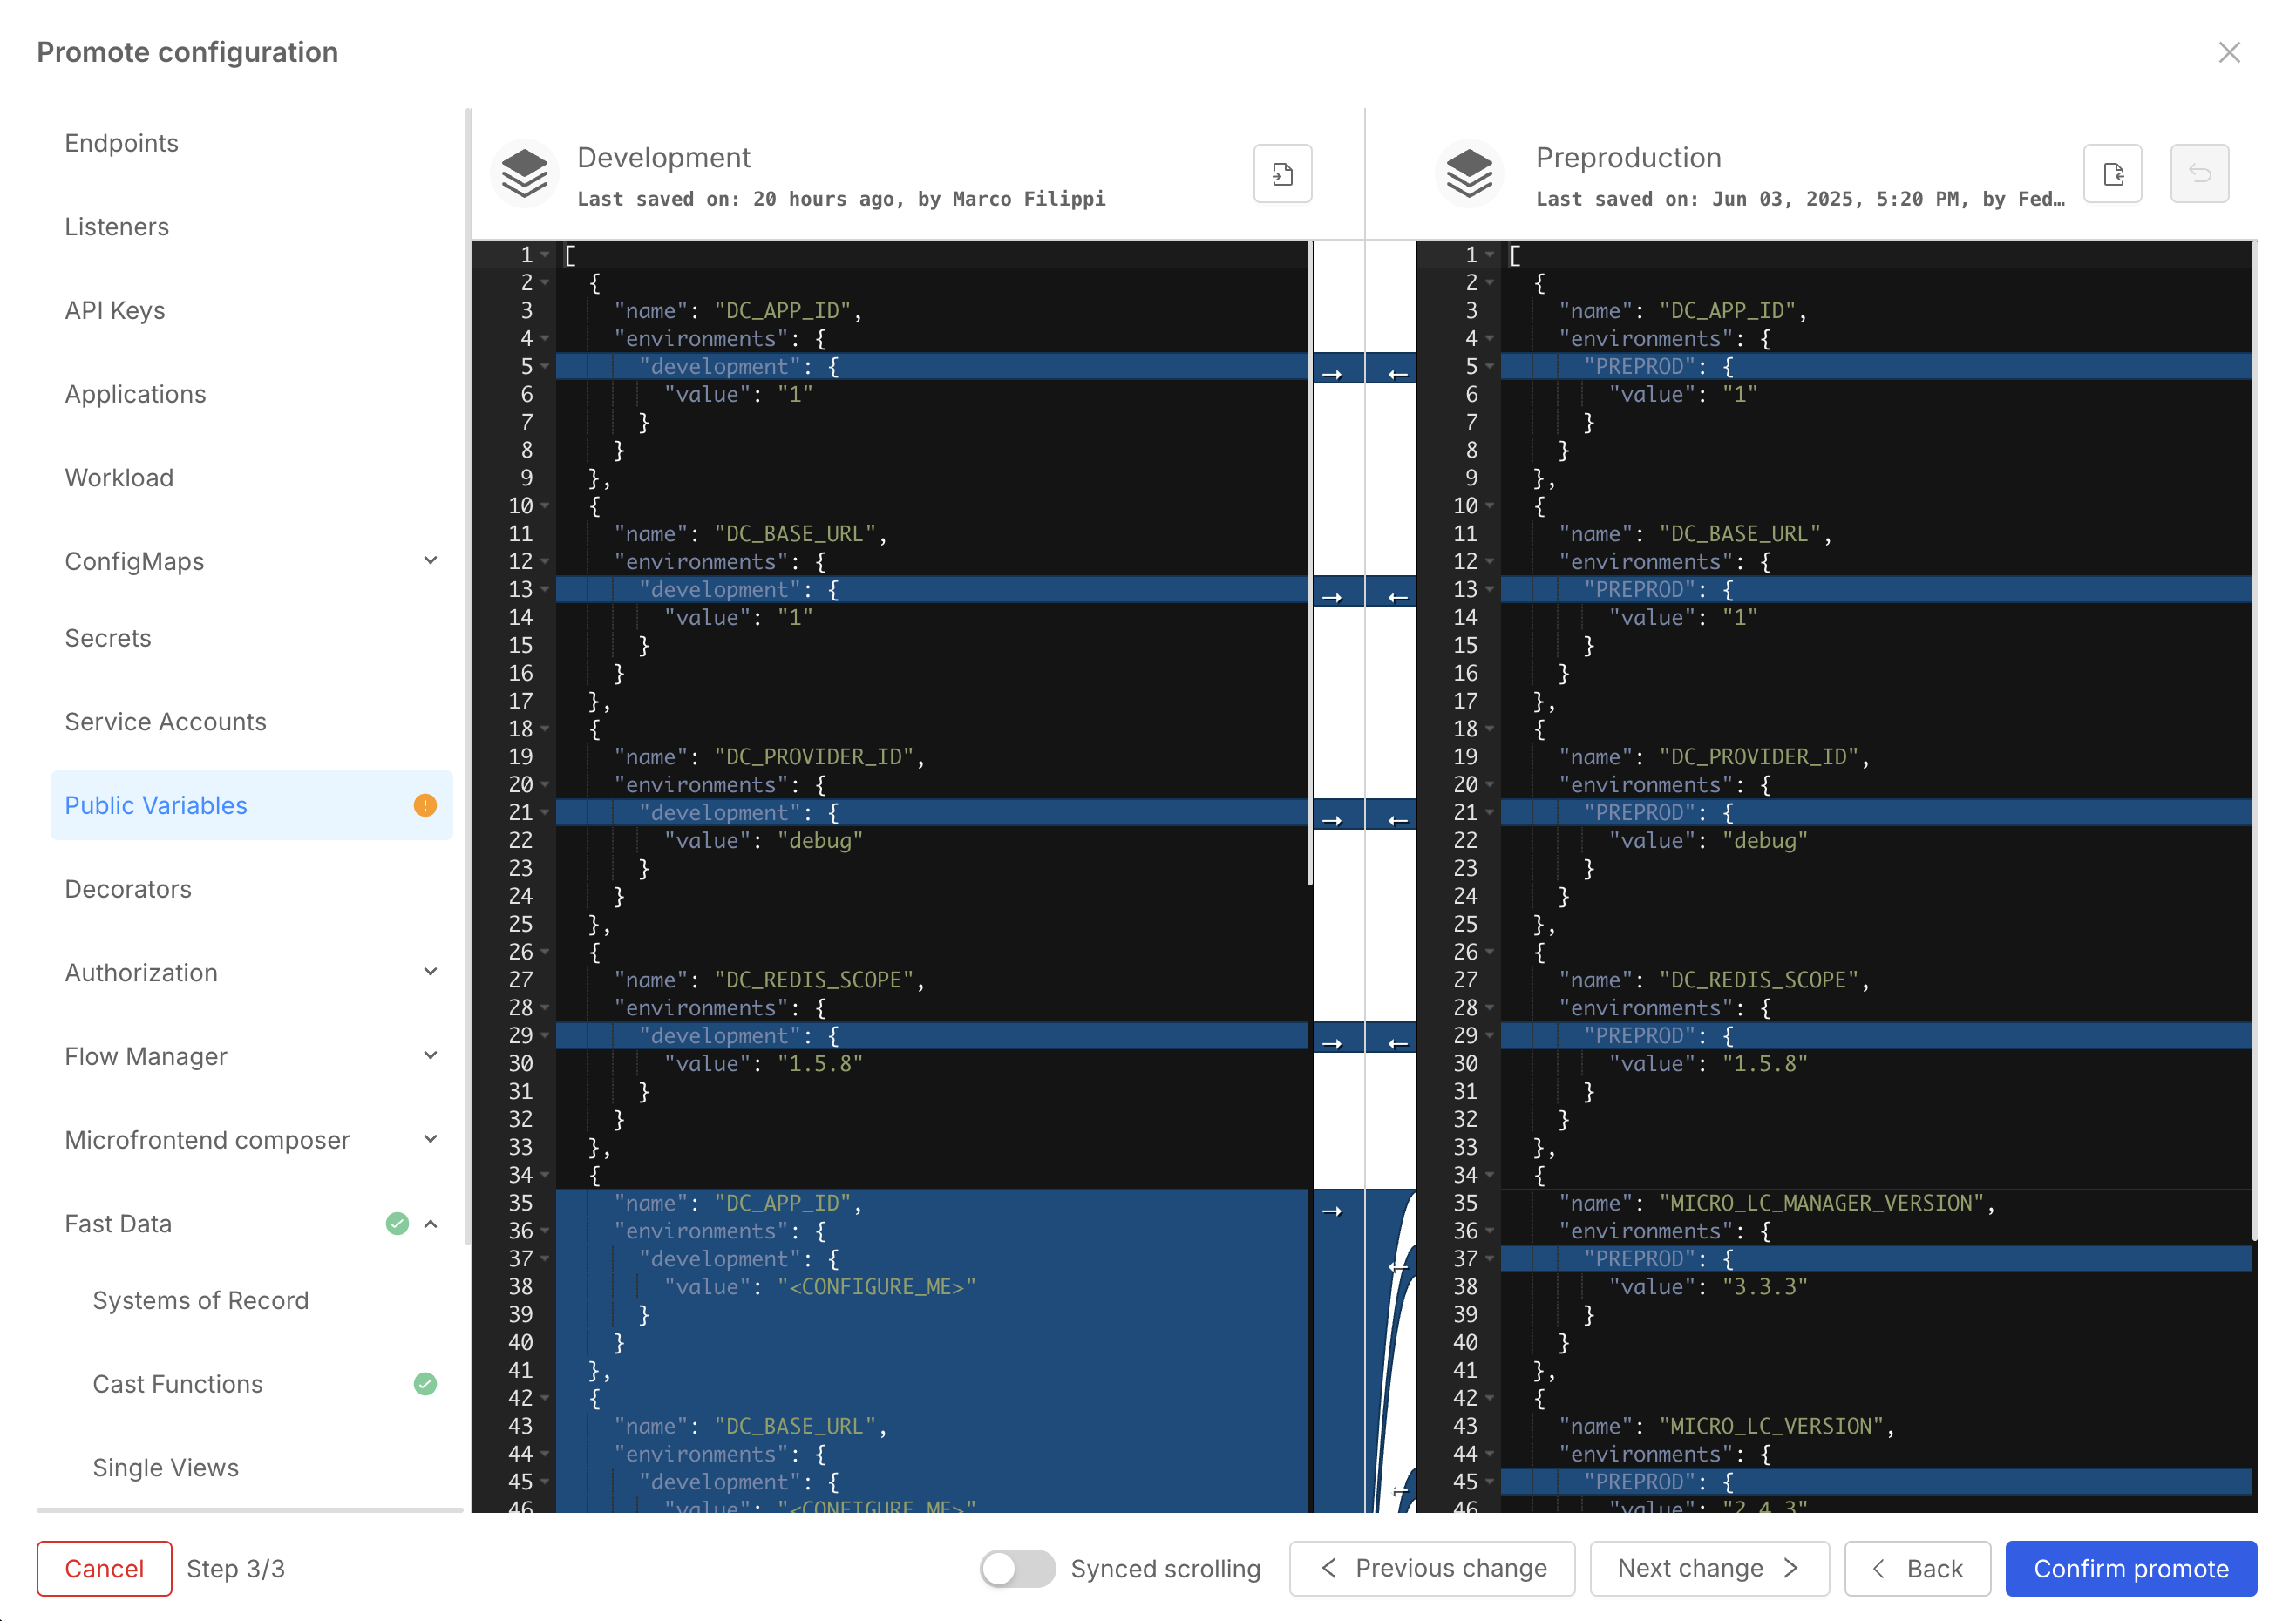 Promote configuration
Endpoints
Listeners
API Keys
Applications
Workload
ConfigMaps
Secrets
Service Accounts
Public Variables
Decorators
Authorization
Flow Manager
Microfrontend composer
Fast Data
Systems of Record
Cast Functions
Single Views
Development
Last saved on: 20 hours ago, by Marco Filippi
1 [
2 {
3 "name": "DC_APP_ID",
4 "environments": {
5 "development": {
6 "value": "1"
7 }
8 }
9 },
10 {
11 "name": "DC_BASE_URL",
12 "environments": {
13 "development": {
14 "value": "1"
15 }
16 }
17 },
18 {
19 "name": "DC_PROVIDER_ID",
20 "environments": {
21 "development": {
22 "value": "debug"
23 }
24 }
25 },
26 {
27 "name": "DC_REDIS_SCOPE",
28 "environments": {
29 "development": {
30 "value": "1.5.8"
31 }
32 }
33 },
34 {
35 "name": "DC_APP_ID",
36 "environments": {
37 "development": {
38 "value": "<CONFIGURE_ME>"
39 }
40 }
41 },
42 {
43 "name": "DC_BASE_URL",
44 "environments": {
45 "development": {
46 "value": "<CONFIGURE_ME>"
Preproduction
Last saved on: Jun 03, 2025, 5:20 PM, by Fed…
1 [
2 {
3 "name": "DC_APP_ID",
4 "environments": {
5 "PREPROD": {
6 "value": "1"
7 }
8 }
9 },
10 {
11 "name": "DC_BASE_URL",
12 "environments": {
13 "PREPROD": {
14 "value": "1"
15 }
16 }
17 },
18 {
19 "name": "DC_PROVIDER_ID",
20 "environments": {
21 "PREPROD": {
22 "value": "debug"
23 }
24 }
25 },
26 {
27 "name": "DC_REDIS_SCOPE",
28 "environments": {
29 "PREPROD": {
30 "value": "1.5.8"
31 }
32 }
33 },
34 {
35 "name": "MICRO_LC_MANAGER_VERSION",
36 "environments": {
37 "PREPROD": {
38 "value": "3.3.3"
39 }
40 }
41 },
42 {
43 "name": "MICRO_LC_VERSION",
44 "environments": {
45 "PREPROD": {
46 "value": "2.4.3"
Cancel
Step 3/3
Synced scrolling
Previous change
Next change
Back
Confirm promote